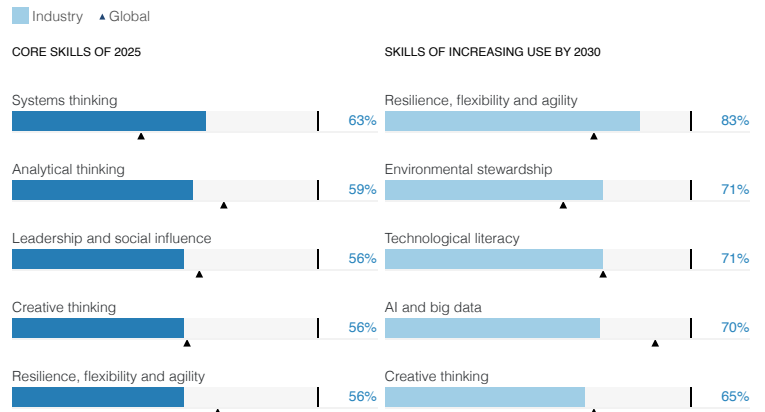 Industry Global
CORE SKILLS OF 2025
Systems thinking
63%
Analytical thinking
59%
Leadership and social influence
56%
Creative thinking
56%
Resilience, flexibility and agility
56%
SKILLS OF INCREASING USE BY 2030
Resilience, flexibility and agility
83%
Environmental stewardship
71%
Technological literacy
71%
AI and big data
70%
Creative thinking
65%